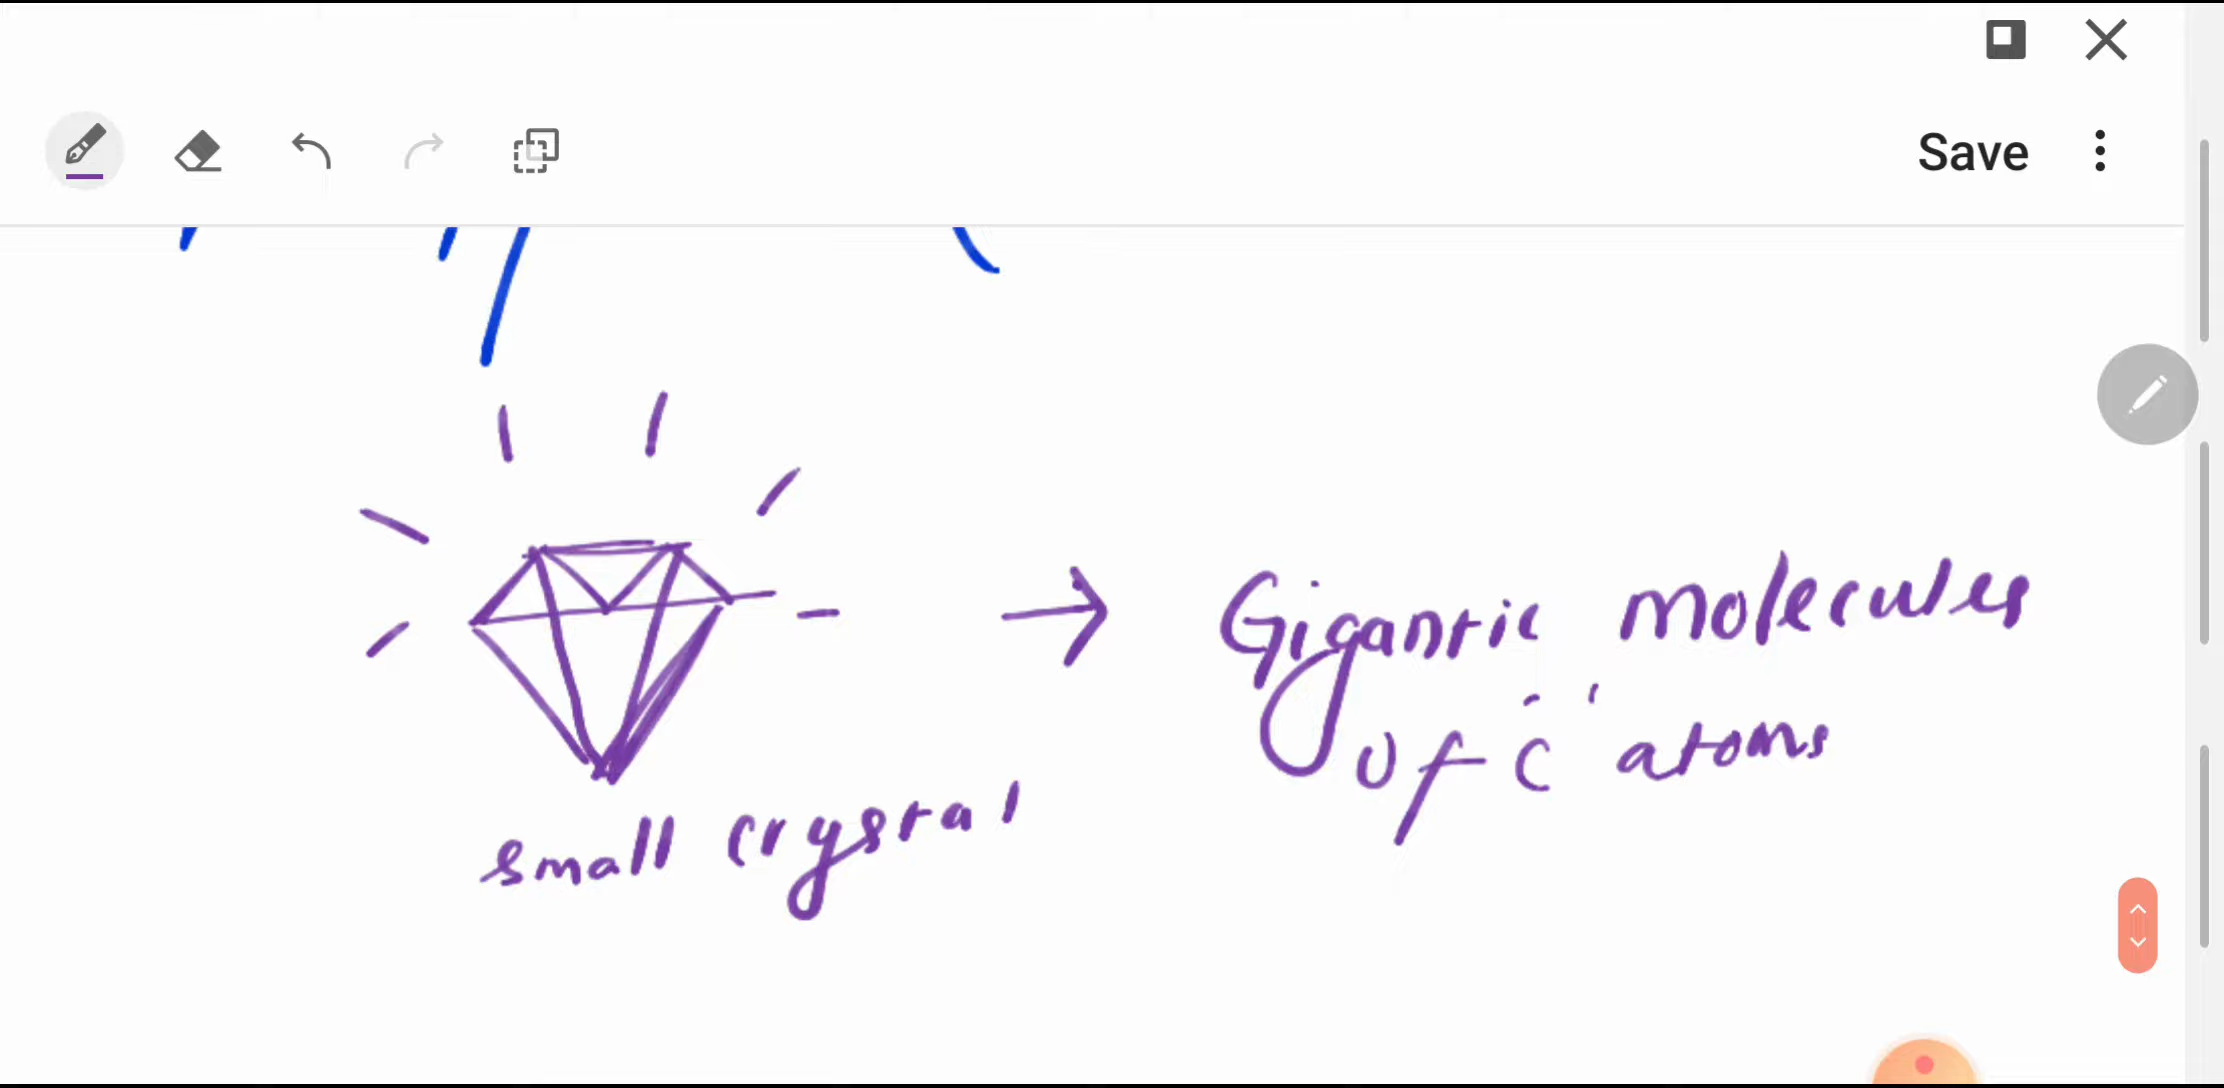 Save
Gigantic molecules
of 'C' atoms
small crystal